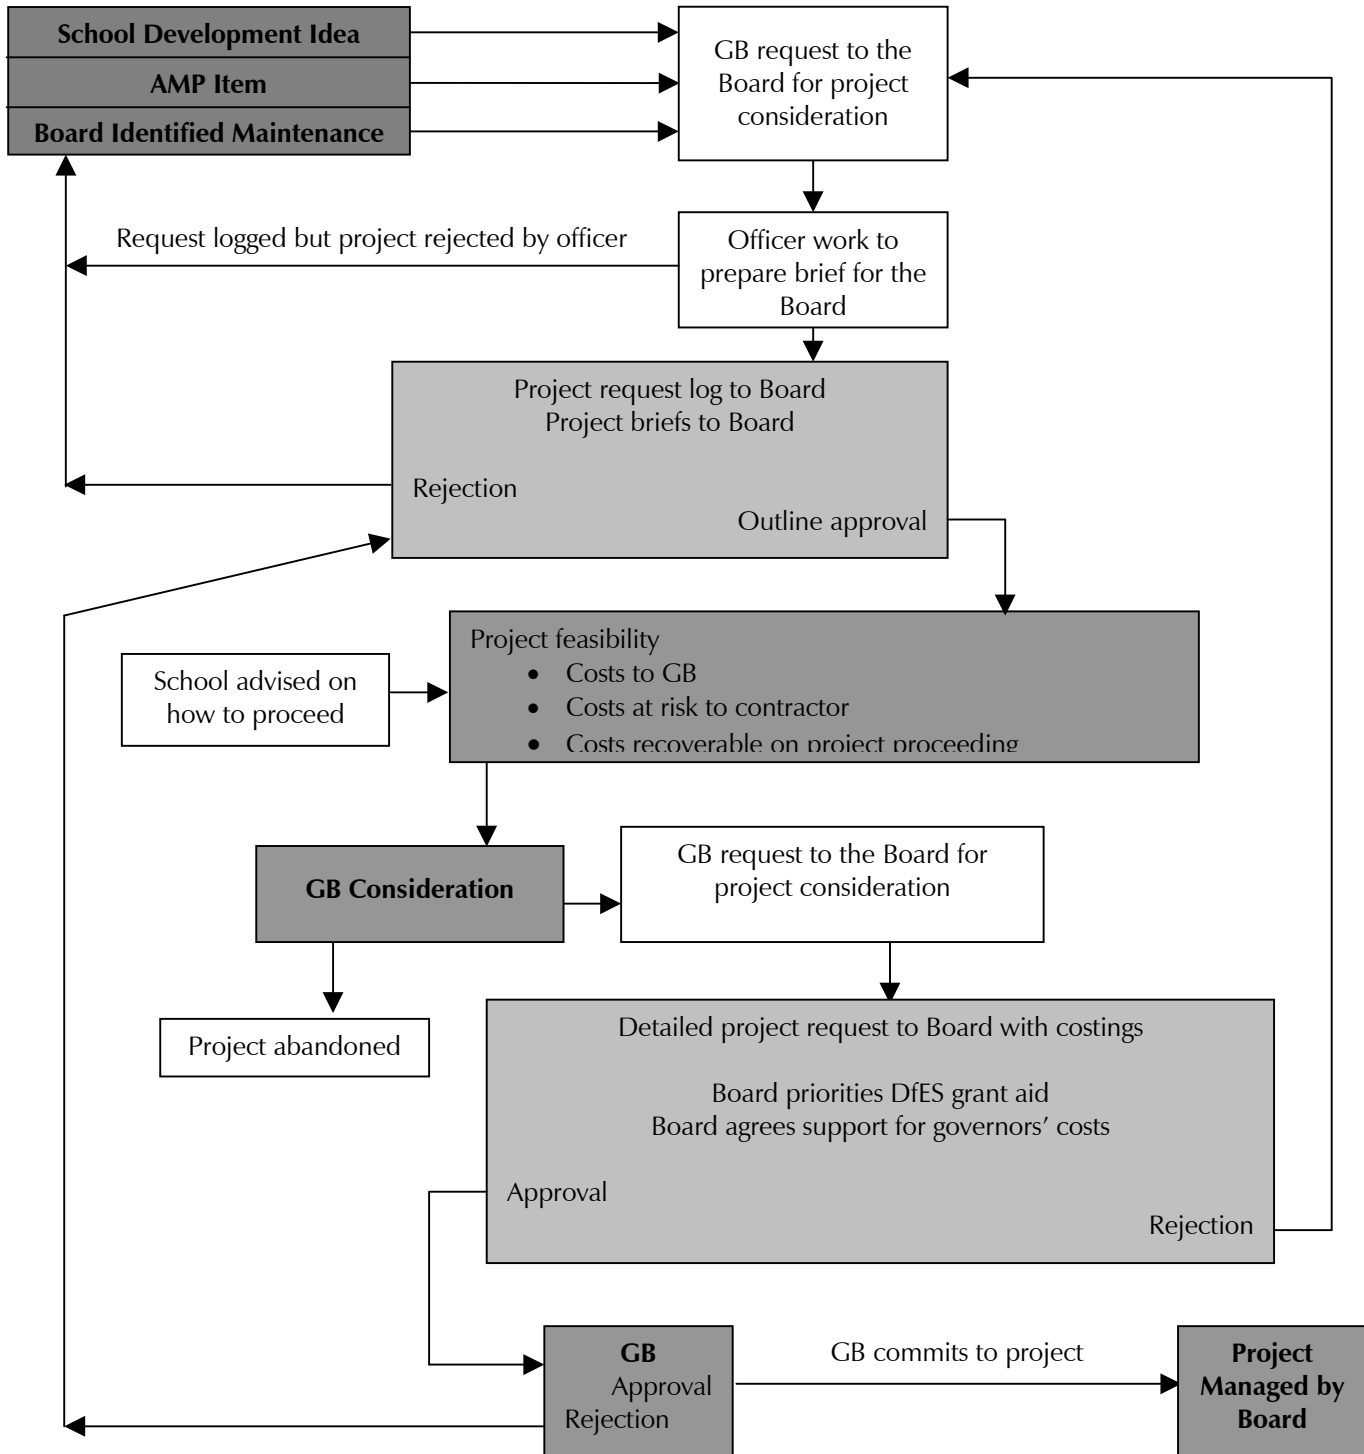 School Development Idea
AMP Item
Board Identified Maintenance
GB request to the
Board for project
consideration
Request logged but project rejected by officer
Officer work to
prepare brief for the
Board
Project request log to Board
Project briefs to Board
Rejection
Outline approval
School advised on
how to proceed
Project feasibility
• Costs to GB
• Costs at risk to contractor
• Costs recoverable on project proceeding
GB Consideration
GB request to the Board for
project consideration
Project abandoned
Detailed project request to Board with costings
Board priorities DfES grant aid
Board agrees support for governors’ costs
Approval
Rejection
GB
Approval
Rejection
GB commits to project
Project
Managed by
Board